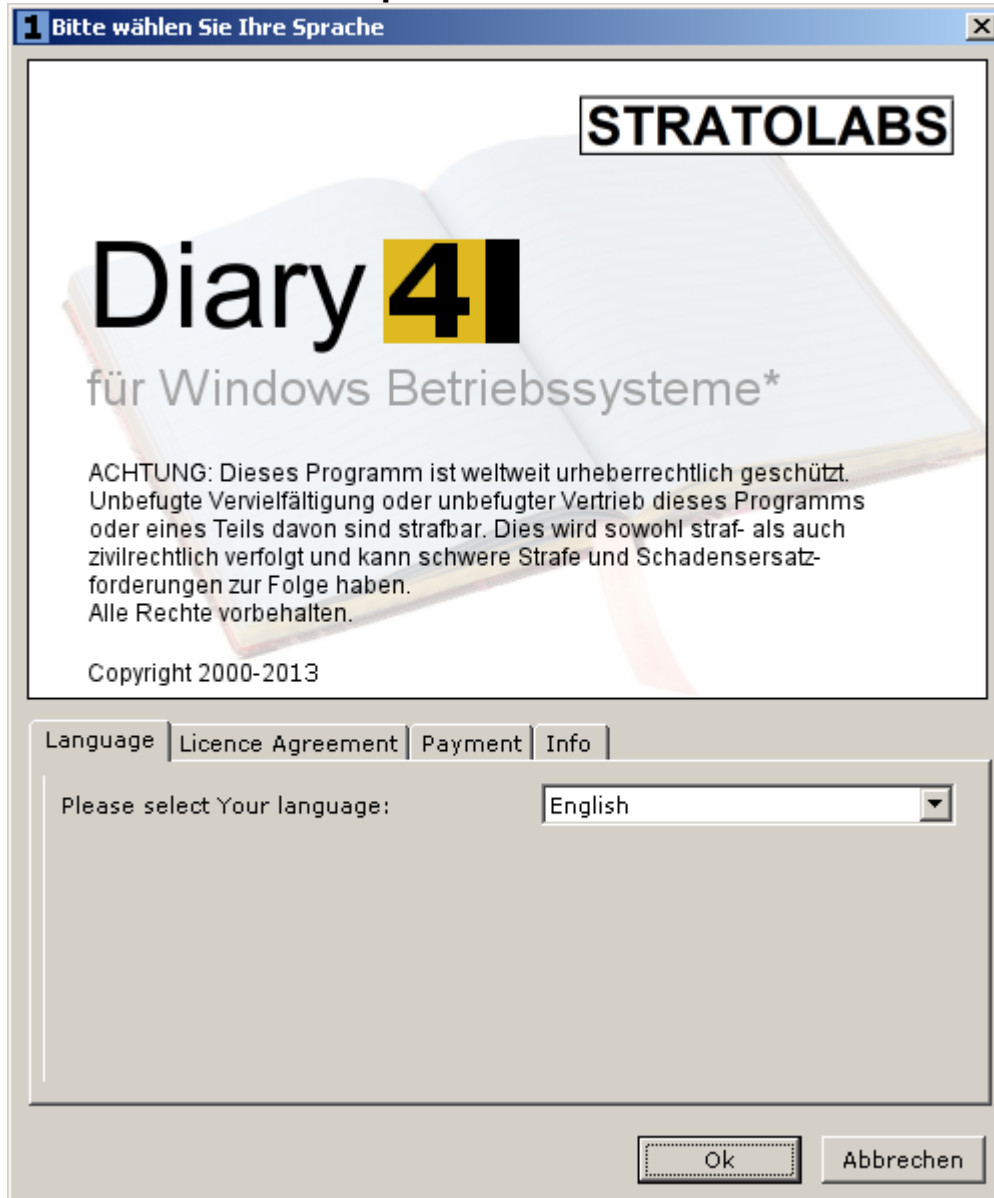 1 Bitte wählen Sie Ihre Sprache
STRATOLABS
Diary 4
für Windows Betriebssysteme*
ACHTUNG: Dieses Programm ist weltweit urheberrechtlich geschützt.
Unbefugte Vervielfältigung oder unbefugter Vertrieb dieses Programms
oder eines Teils davon sind strafbar. Dies wird sowohl straf- als auch
zivilrechtlich verfolgt und kann schwere Strafe und Schadensersatz-
forderungen zur Folge haben.
Alle Rechte vorbehalten.
Copyright 2000-2013
Language Licence Agreement Payment Info
Please select Your language: English
Ok Abbrechen